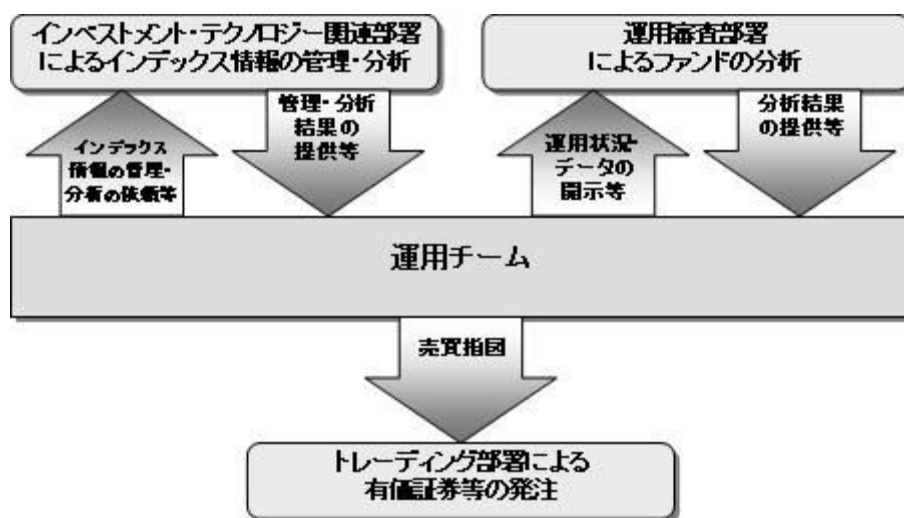 インベストメント・テクノロジー関連部署
によるインデックス情報の管理・分析
運用審査部署
によるファンドの分析
インデックス
情報の管理・
分析の依頼等
管理・分析
結果の
提供等
運用状況・
データの
開示等
分析結果
の提供等
運用チーム
売買指図
トレーディング部署による
有価証券等の発注